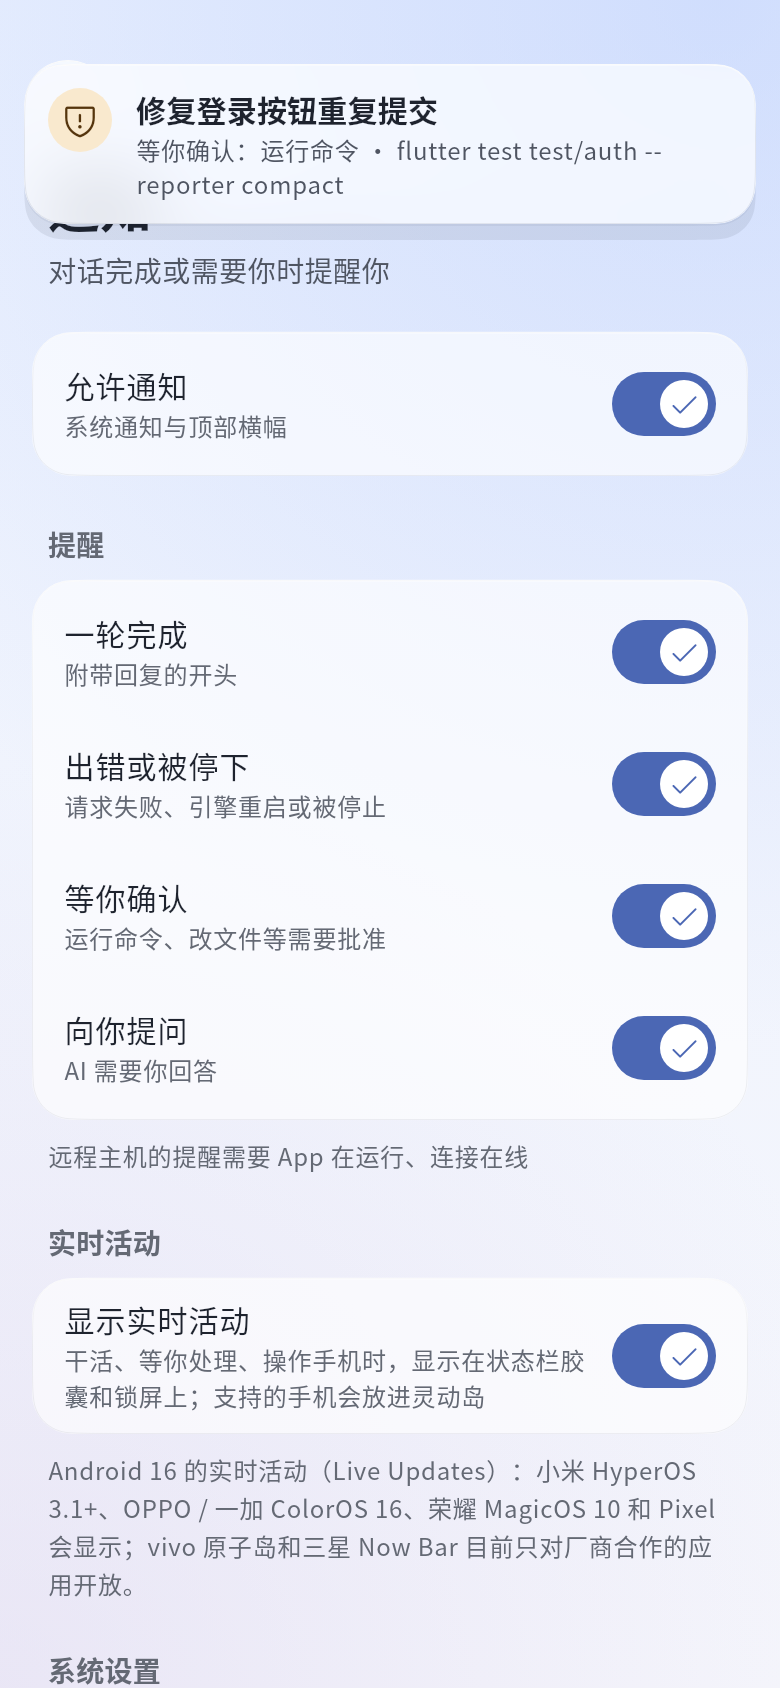 修复登录按钮重复提交
等你确认：运行命令 · flutter test test/auth --
reporter compact
对话完成或需要你时提醒你
允许通知
系统通知与顶部横幅
提醒
一轮完成
附带回复的开头
出错或被停下
请求失败、引擎重启或被停止
等你确认
运行命令、改文件等需要批准
向你提问
AI 需要你回答
远程主机的提醒需要 App 在运行、连接在线
实时活动
显示实时活动
干活、等你处理、操作手机时，显示在状态栏胶
囊和锁屏上；支持的手机会放进灵动岛
Android 16 的实时活动（Live Updates）：小米 HyperOS
3.1+、OPPO / 一加 ColorOS 16、荣耀 MagicOS 10 和 Pixel
会显示；vivo 原子岛和三星 Now Bar 目前只对厂商合作的应
用开放。
系统设置